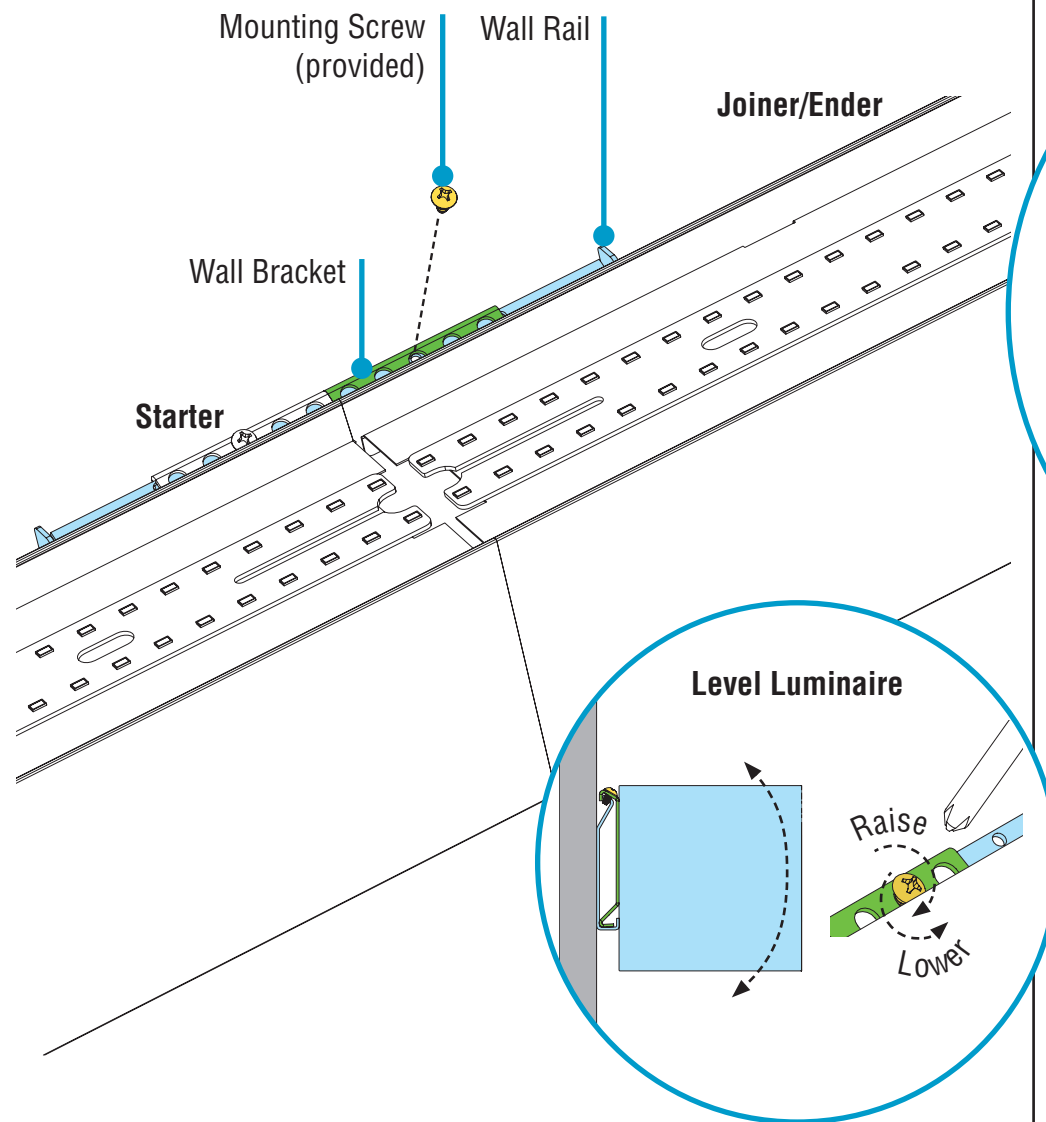 Mounting Screw
(provided)
Wall Rail
Joiner/Ender
Wall Bracket
Starter
Level Luminaire
Raise
Lower